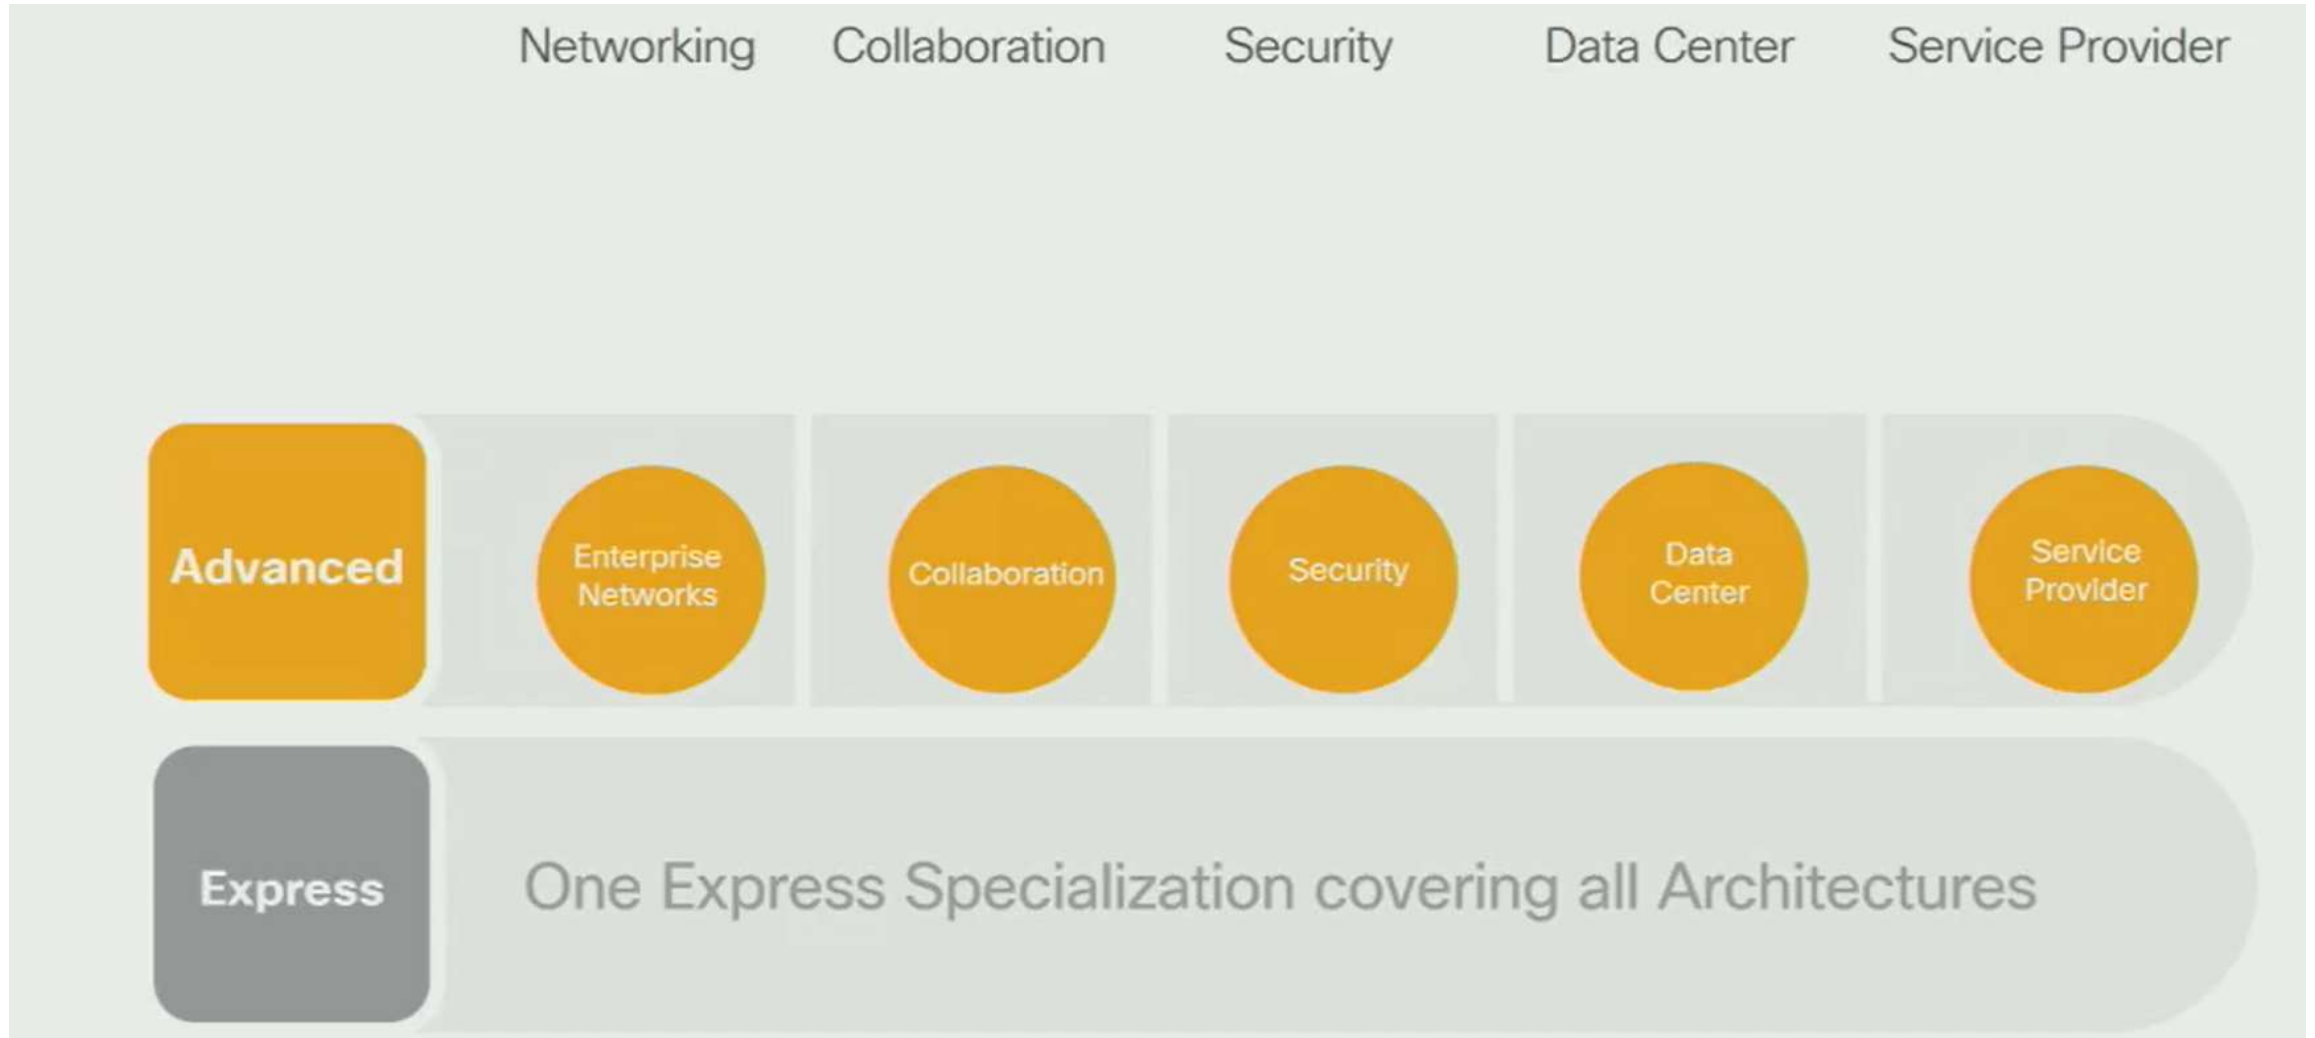 Networking Collaboration Security Data Center Service Provider
Advanced
Enterprise
Networks
Collaboration
Security
Data
Center
Service
Provider
Express
One Express Specialization covering all Architectures